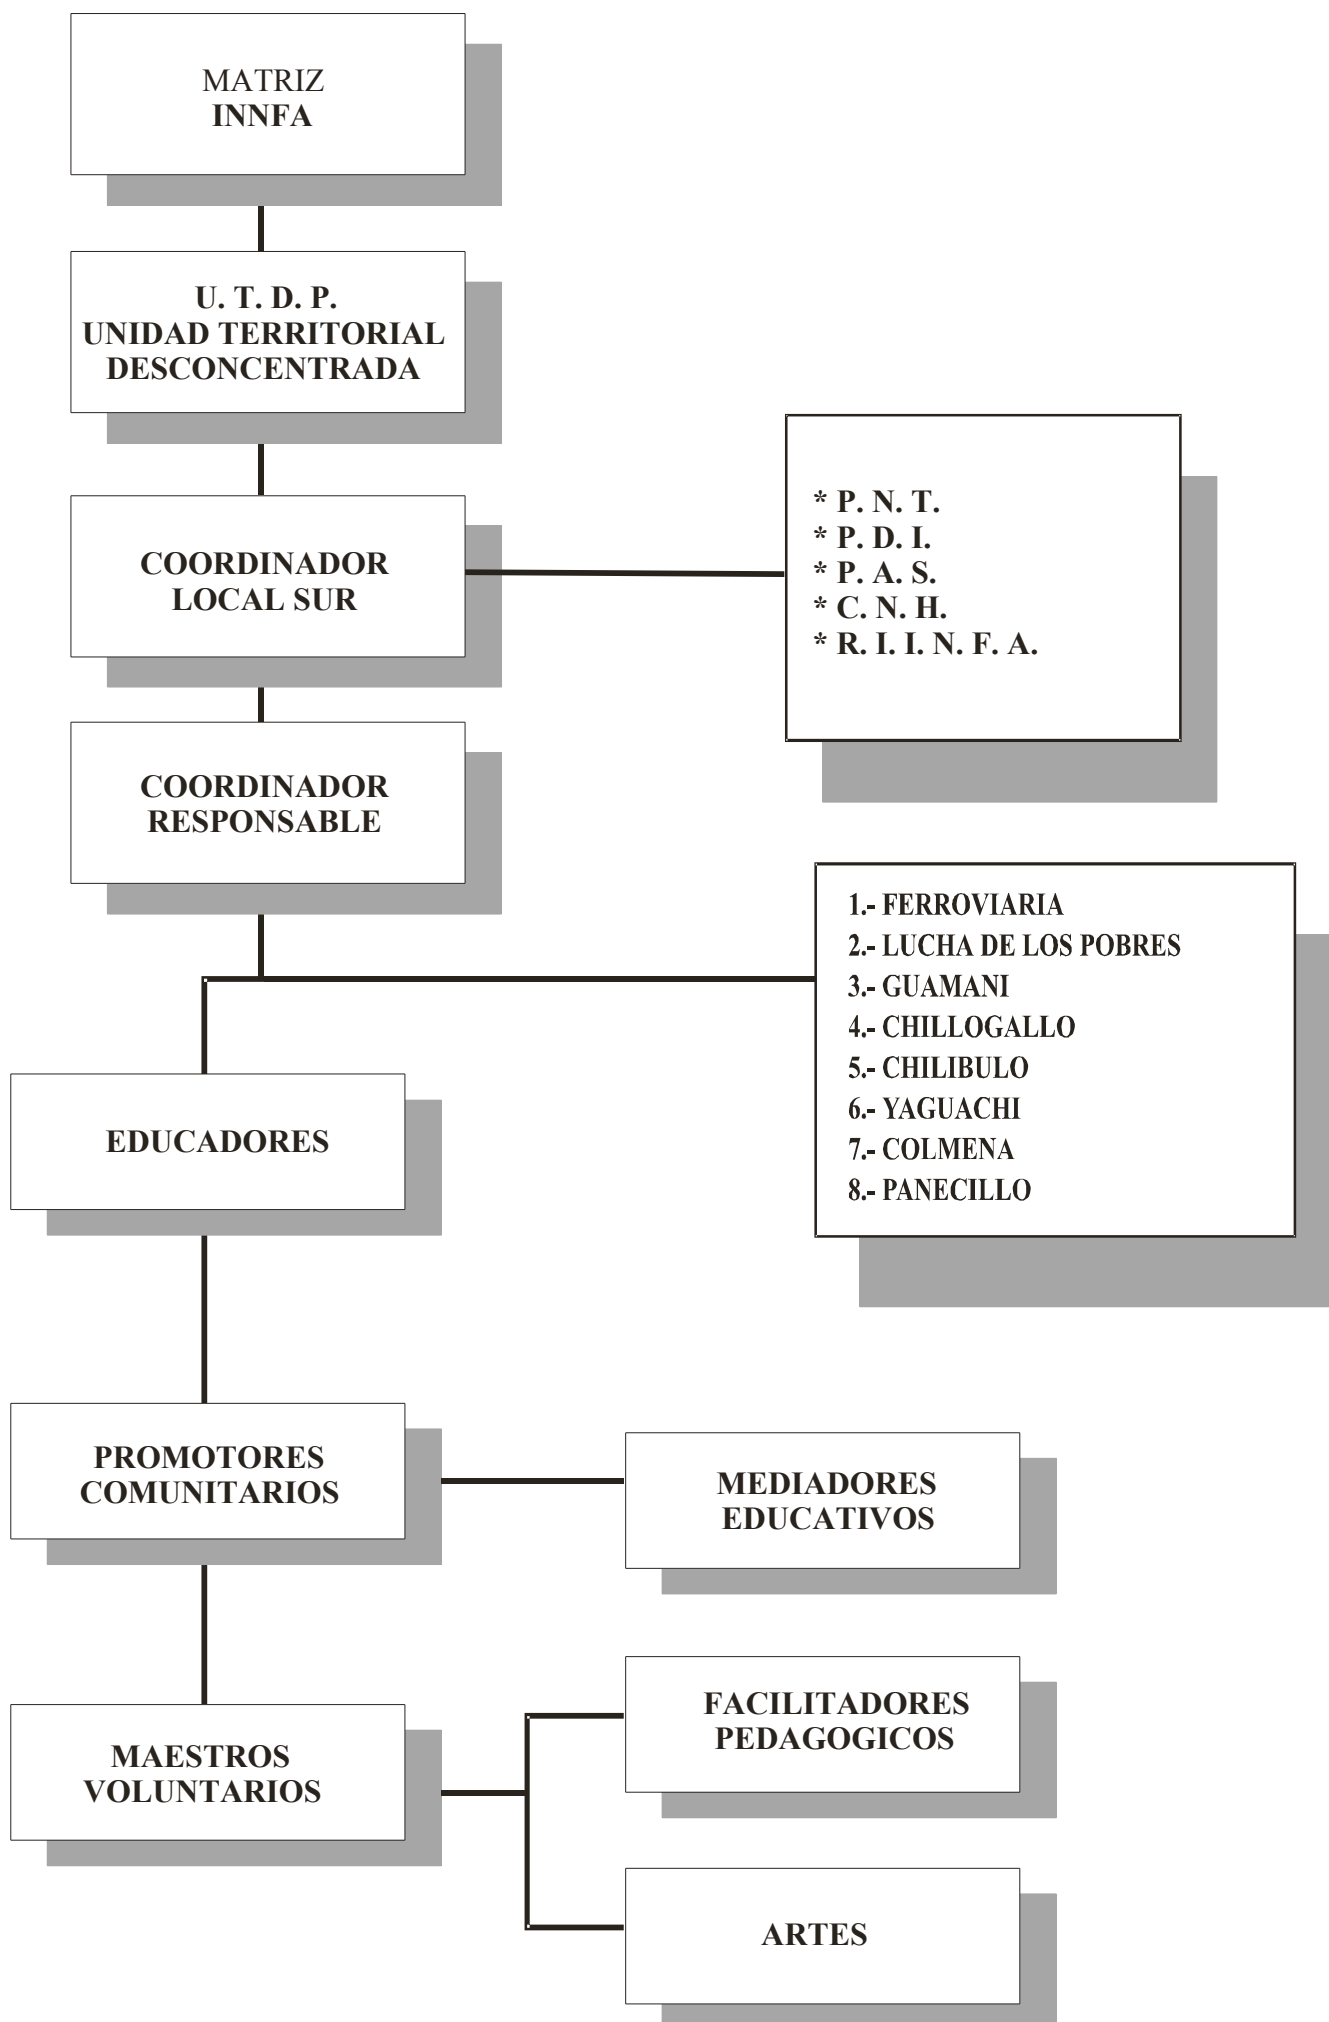 MATRIZ
INNFA
U. T. D. P.
UNIDAD TERRITORIAL
DESCONCENTRADA
COORDINADOR
LOCAL SUR
* P. N. T.
* P. D. I.
* P. A. S.
* C. N. H.
* R. I. I. N. F. A.
COORDINADOR
RESPONSABLE
1.- FERROVIARIA
2.- LUCHA DE LOS POBRES
3.- GUAMANI
4.- CHILLOGALLO
5.- CHILIBULO
6.- YAGUACHI
7.- COLMENA
8.- PANECILLO
EDUCADORES
PROMOTORES
COMUNITARIOS
MEDIADORES
EDUCATIVOS
MAESTROS
VOLUNTARIOS
FACILITADORES
PEDAGOGICOS
ARTES